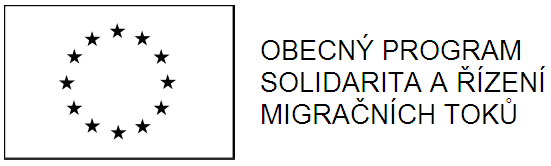 OBECNÝ PROGRAM
SOLIDARITA A ŘÍZENÍ
MIGRAČNÍCH TOKŮ